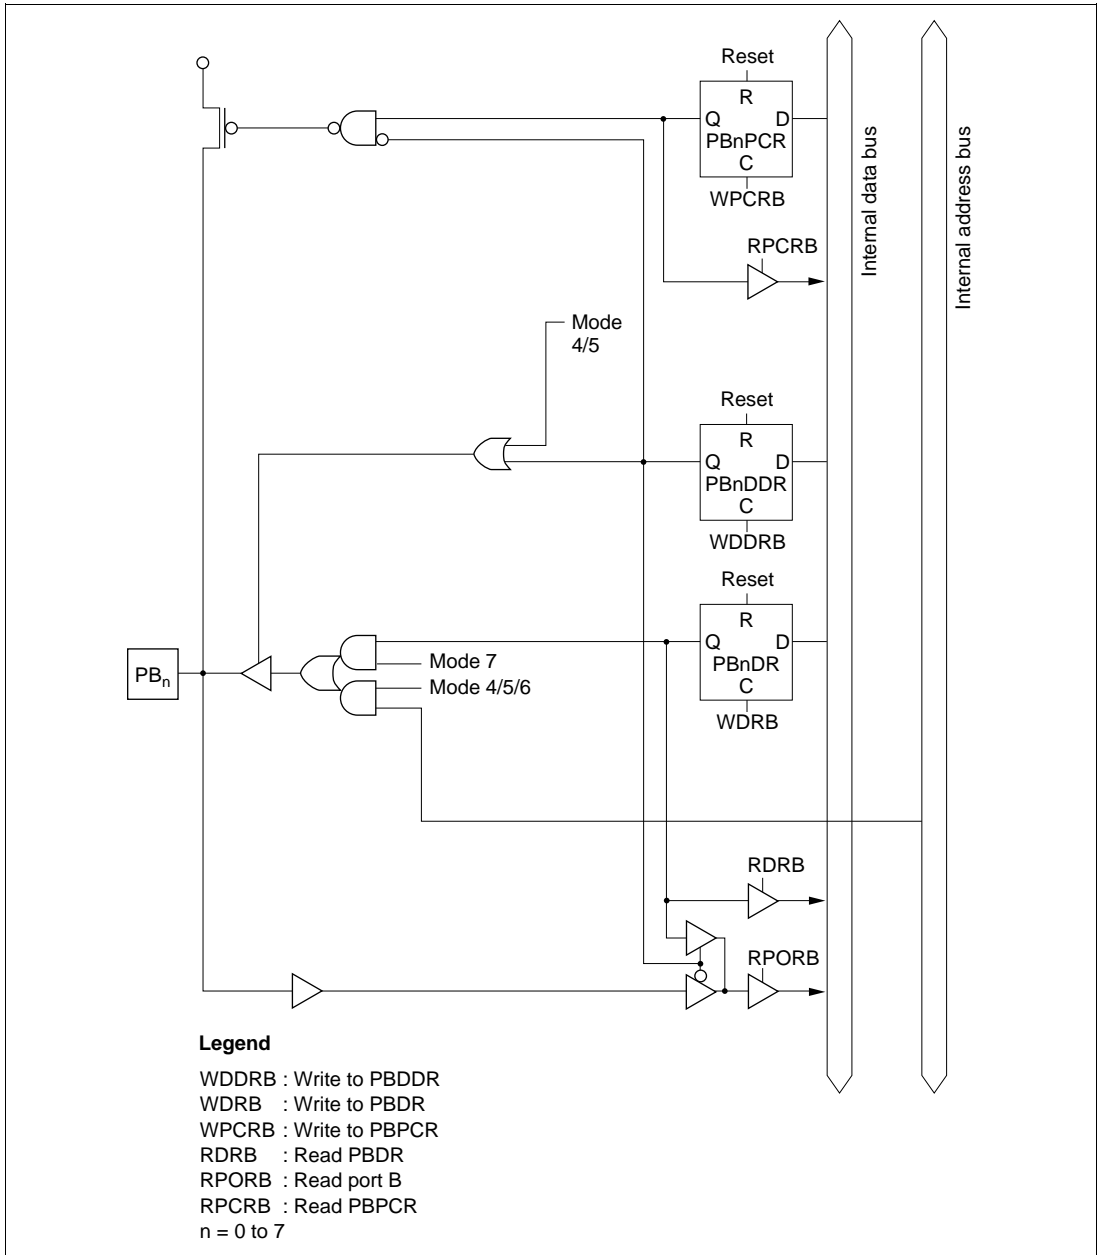 Reset
R
Q D
PBnPCR
C
WPCRB
RPCRB
Internal data bus
Internal address bus
Mode
4/5
Reset
R
Q D
PBnDDR
C
WDDRB
Reset
R
Q D
PBnDR
C
WDRB
Mode 7
Mode 4/5/6
PBn
RDRB
RPORB
Legend
WDDRB : Write to PBDDR
WDRB : Write to PBDR
WPCRB : Write to PBPCR
RDRB : Read PBDR
RPORB : Read port B
RPCRB : Read PBPCR
n = 0 to 7